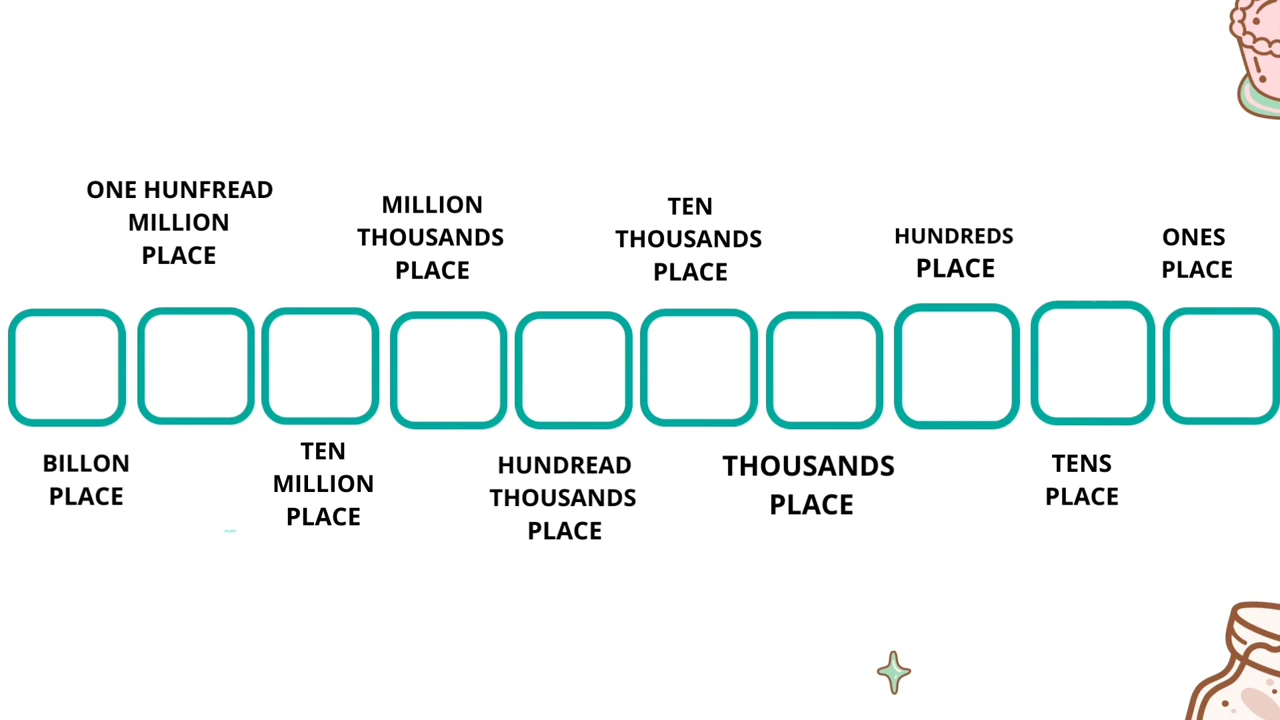 ONE HUNFREAD
MILLION
PLACE
MILLION
THOUSANDS
PLACE
TEN
THOUSANDS
PLACE
HUNDREDS
PLACE
ONES
PLACE
BILLON
PLACE
TEN
MILLION
PLACE
HUNDREAD
THOUSANDS
PLACE
THOUSANDS
PLACE
TENS
PLACE